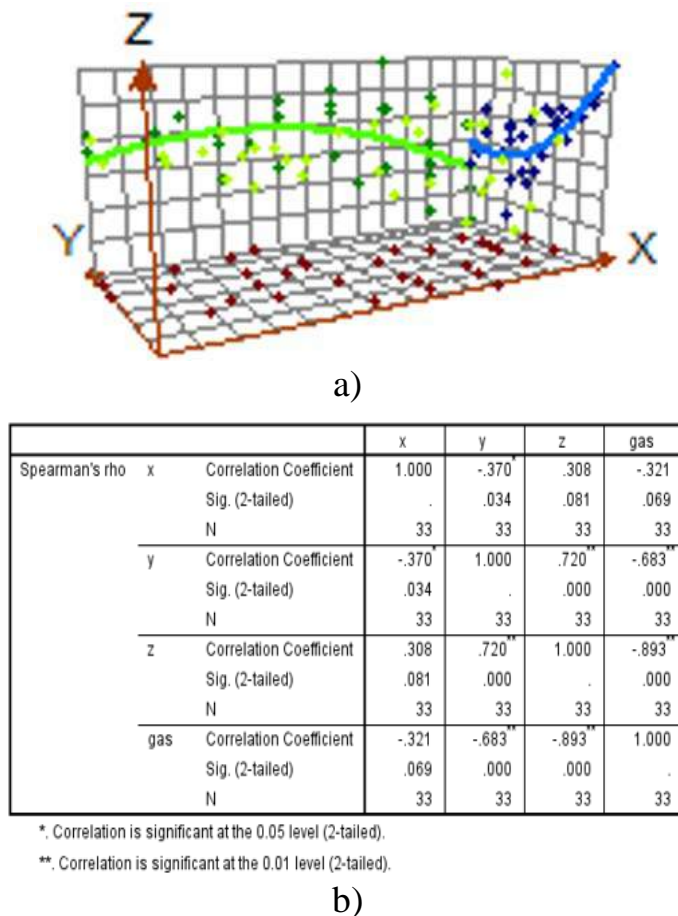 Z
Y
X
a)
x y z gas
Spearman's rho x Correlation Coefficient 1.000 -.370* .308 -.321
Sig. (2-tailed) . .034 .081 .069
N 33 33 33 33
y Correlation Coefficient -.370* 1.000 .720** -.683**
Sig. (2-tailed) .034 . .000 .000
N 33 33 33 33
z Correlation Coefficient .308 .720** 1.000 -.893**
Sig. (2-tailed) .081 .000 . .000
N 33 33 33 33
gas Correlation Coefficient -.321 -.683** -.893** 1.000
Sig. (2-tailed) .069 .000 .000 .
N 33 33 33 33
*. Correlation is significant at the 0.05 level (2-tailed).
**. Correlation is significant at the 0.01 level (2-tailed).
b)